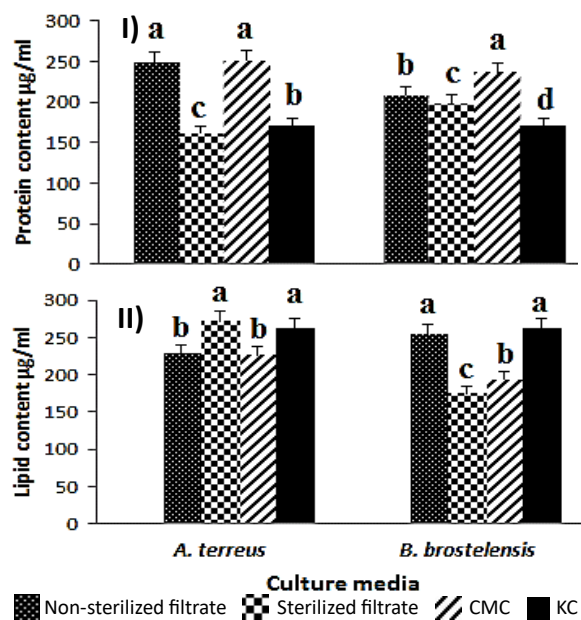 I)
Protein content µg/ml
300
250
200
150
100
50
0
a
c
a
b
b
c
a
d
II)
Lipid content µg/ml
300
250
200
150
100
50
0
b
a
b
a
a
c
b
a
A. terreus B. brostelensis
Culture media
Non-sterilized filtrate Sterilized filtrate CMC KC